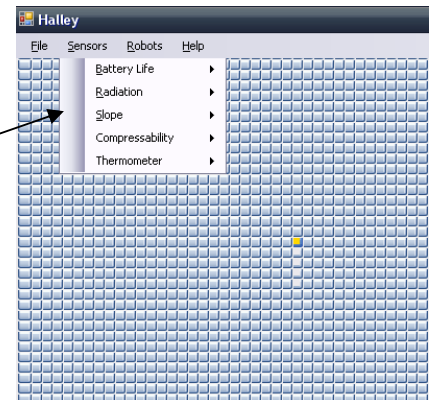 Halley
File Sensors Robots Help
Battery Life
Radiation
Slope
Compressability
Thermometer